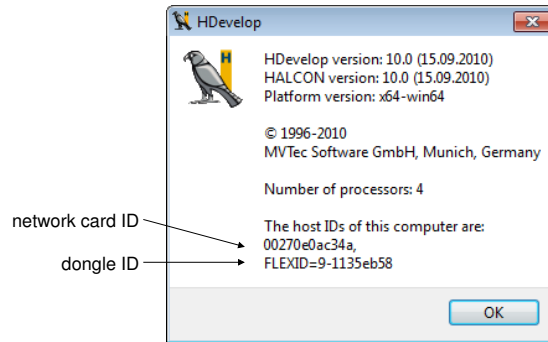 HDevelop
H
HDevelop version: 10.0 (15.09.2010)
HALCON version: 10.0 (15.09.2010)
Platform version: x64-win64
© 1996-2010
MVTec Software GmbH, Munich, Germany
Number of processors: 4
The host IDs of this computer are:
network card ID
00270e0ac34a,
dongle ID
FLEXID=9-1135eb58
OK